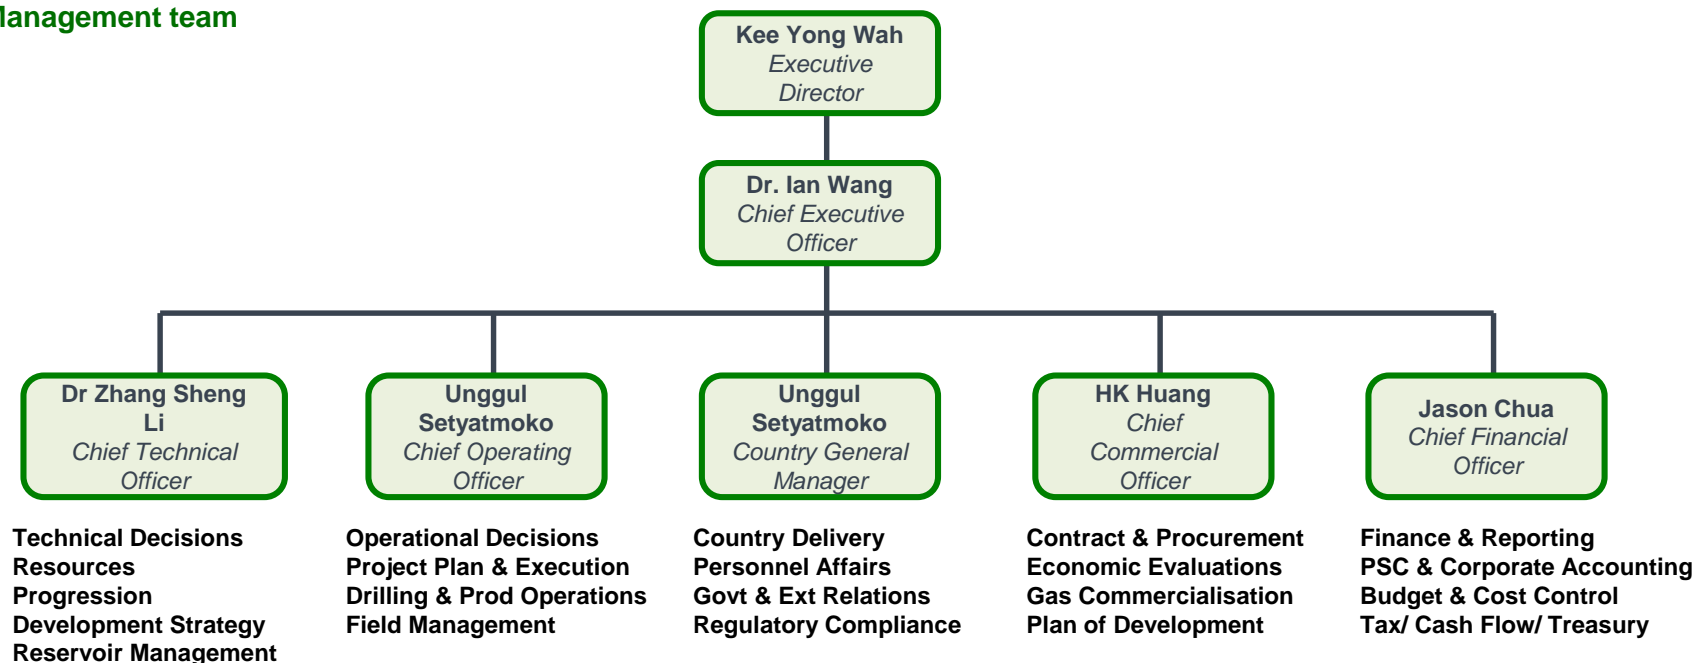 Management team
Kee Yong Wah
Executive
Director
Dr. Ian Wang
Chief Executive
Officer
Dr Zhang Sheng
Li
Chief Technical
Officer
Unggul
Setyatmoko
Chief Operating
Officer
Unggul
Setyatmoko
Country General
Manager
HK Huang
Chief
Commercial
Officer
Jason Chua
Chief Financial
Officer
Technical Decisions
Resources
Progression
Development Strategy
Reservoir Management
Operational Decisions
Project Plan & Execution
Drilling & Prod Operations
Field Management
Country Delivery
Personnel Affairs
Govt & Ext Relations
Regulatory Compliance
Contract & Procurement
Economic Evaluations
Gas Commercialisation
Plan of Development
Finance & Reporting
PSC & Corporate Accounting
Budget & Cost Control
Tax/ Cash Flow/ Treasury